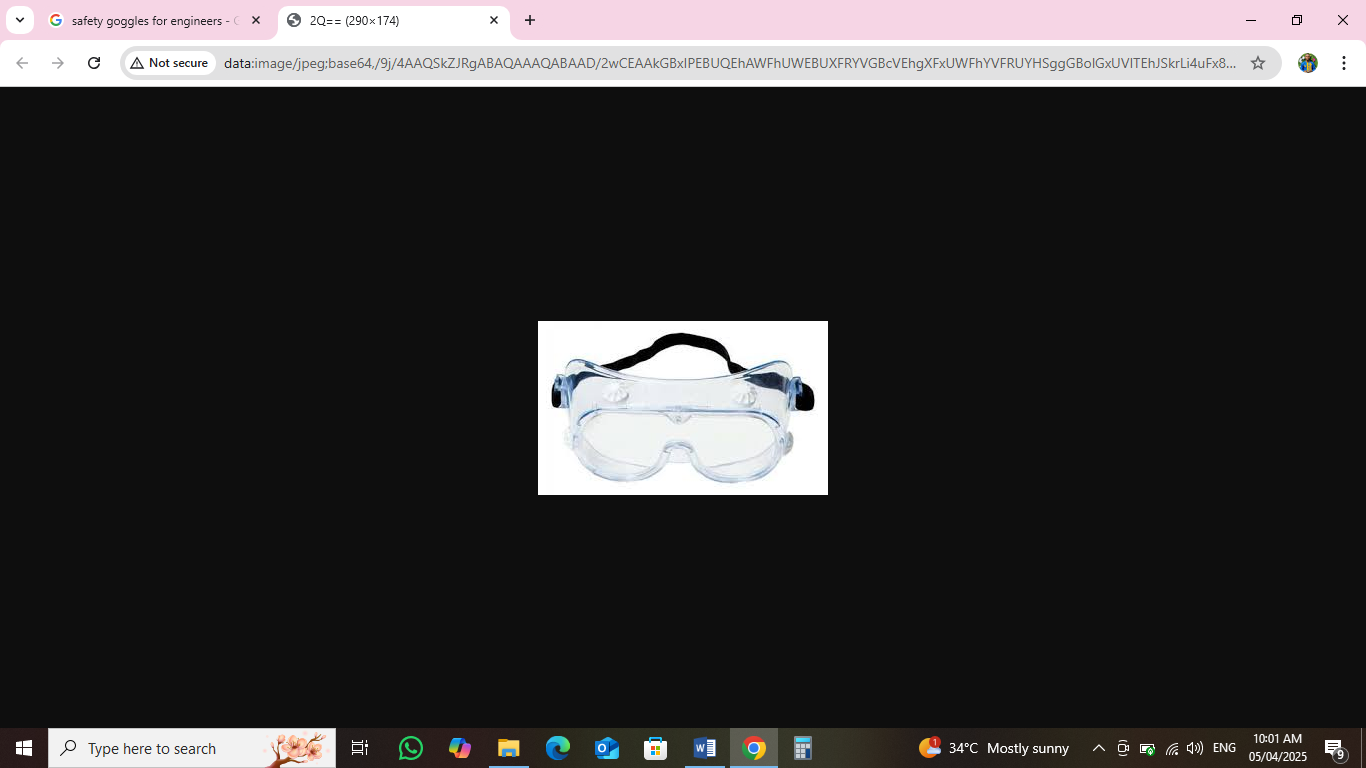 safety goggles for engineers -
2Q== (290×174)
Not secure
data:image/jpeg;base64,/9j/4AAQSkZJRgABAQAAAQABAAD/2wCEAAkGBxIPEBUQEhAWFhUWEBUXFRYVGBcVEhgXFxUWFhYVFRUYHSggGBolGxUVITEhJSkrLi4uFx8...
Type here to search
34°C Mostly sunny
ENG
10:01 AM
05/04/2025
1
9